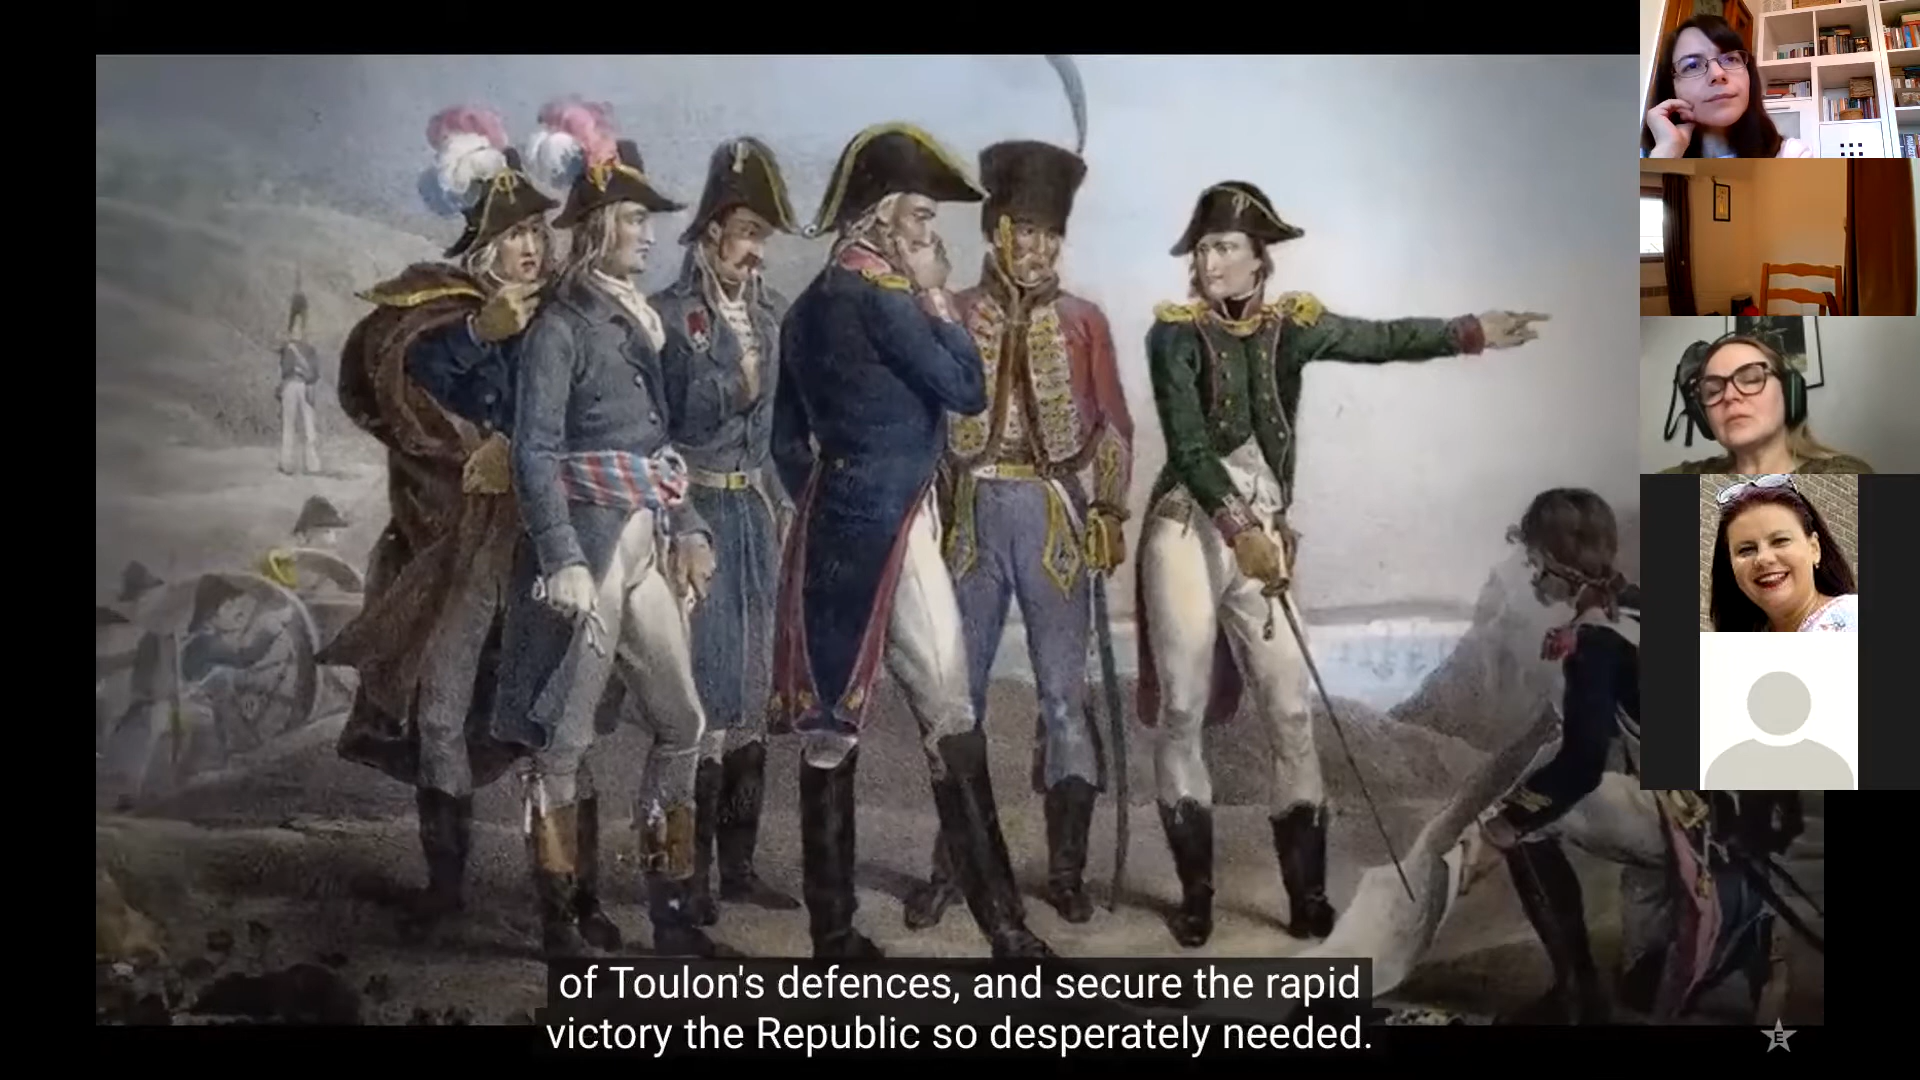 of Toulon's defences, and secure the rapid
victory the Republic so desperately needed.
E